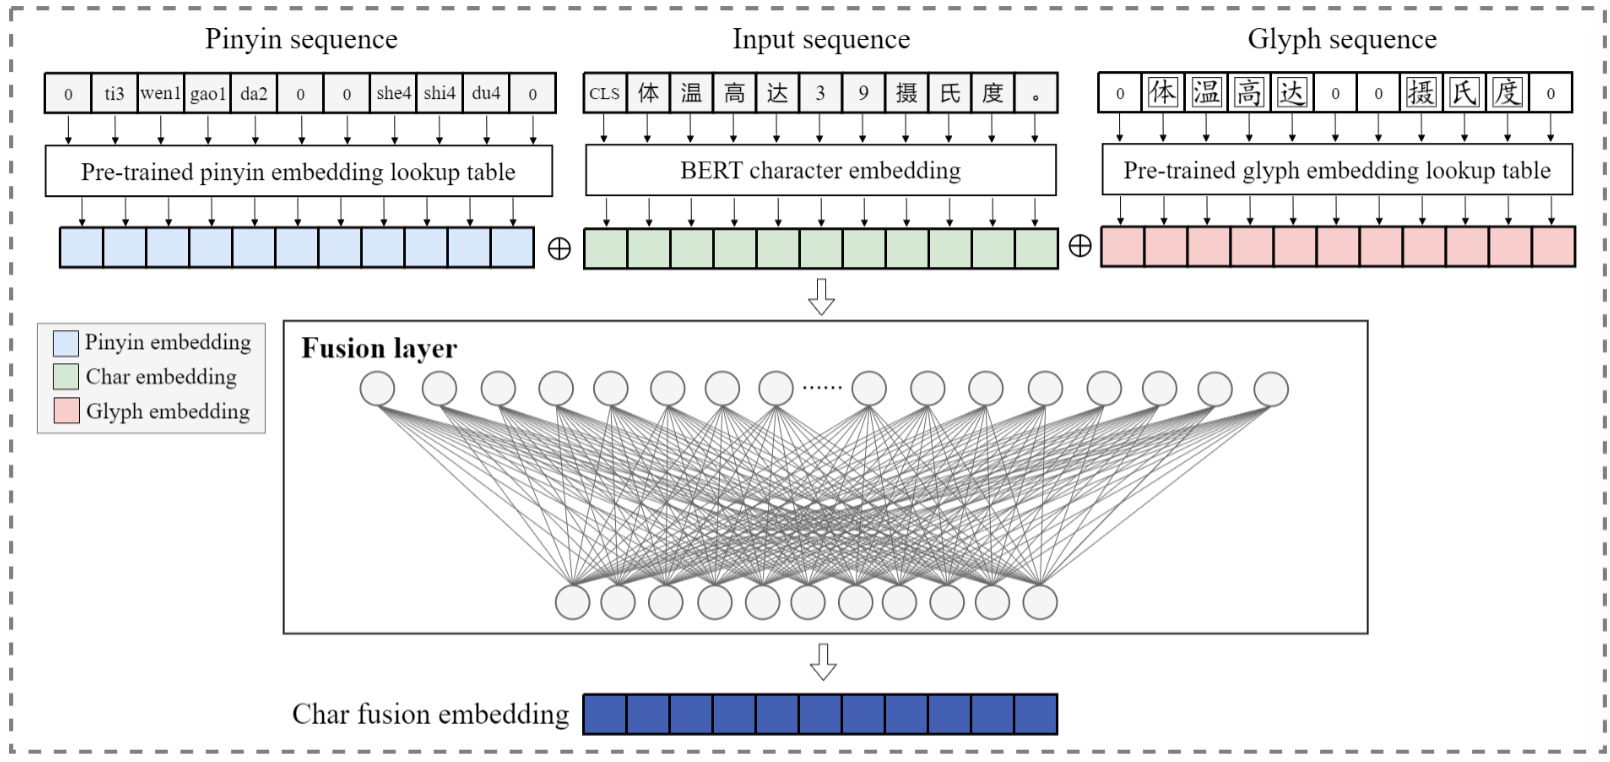 Pinyin sequence
Input sequence
Glyph sequence
0 ti3 wen1 gao1 da2 0 0 she4 shi4 du4 0
CLS 体 温 高 达 3 9 摄 氏 度 。
0 体 温 高 达 0 0 摄 氏 度 0
Pre-trained pinyin embedding lookup table
BERT character embedding
Pre-trained glyph embedding lookup table
Pinyin embedding
Char embedding
Glyph embedding
Fusion layer
......
Char fusion embedding